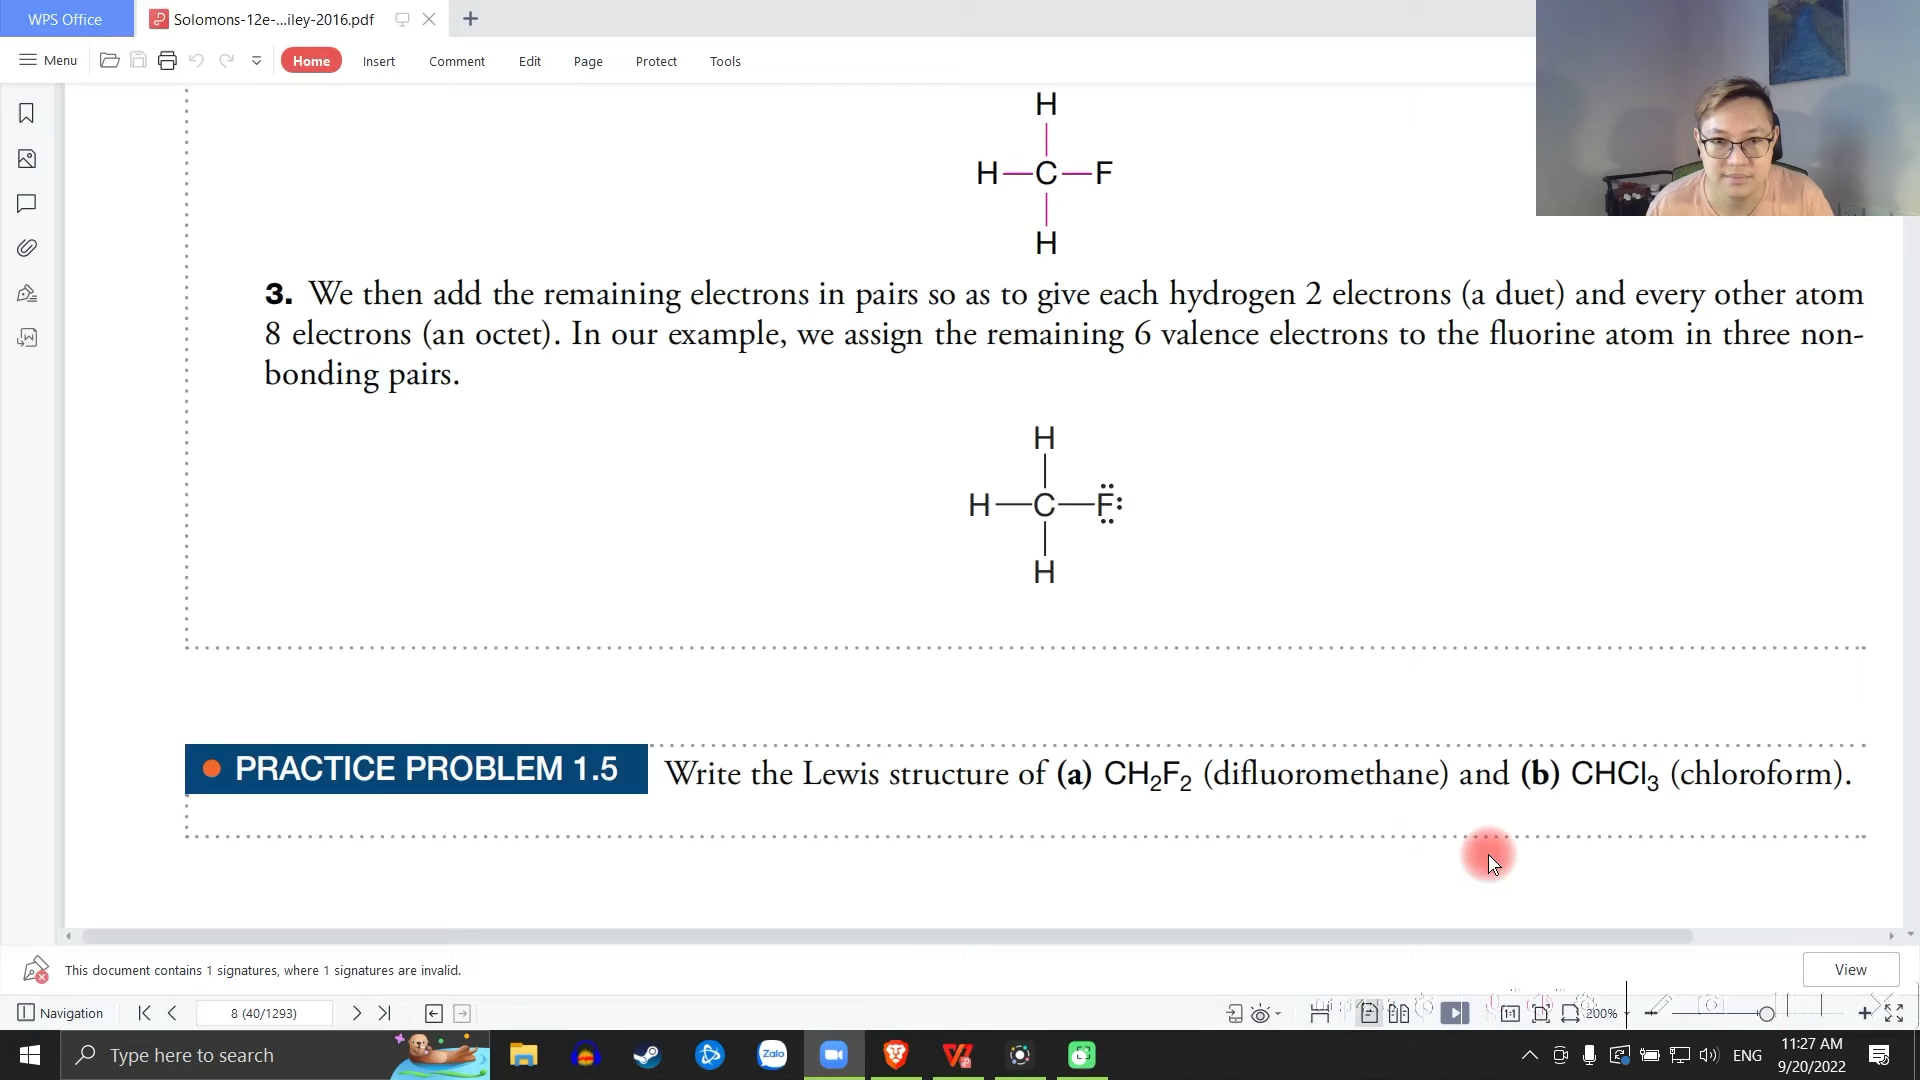 WPS Office
Solomons-12e-...iley-2016.pdf
Menu
Home
Insert
Comment
Edit
Page
Protect
Tools
H
H C F
H
3. We then add the remaining electrons in pairs so as to give each hydrogen 2 electrons (a duet) and every other atom
8 electrons (an octet). In our example, we assign the remaining 6 valence electrons to the fluorine atom in three non-
bonding pairs.
H
H C F
H
PRACTICE PROBLEM 1.5 Write the Lewis structure of (a) CH₂F₂ (difluoromethane) and (b) CHCl₃ (chloroform).
This document contains 1 signatures, where 1 signatures are invalid.
View
Navigation
8 (40/1293)
1:1
200%
Type here to search
Zalo
ENG
11:27 AM
9/20/2022